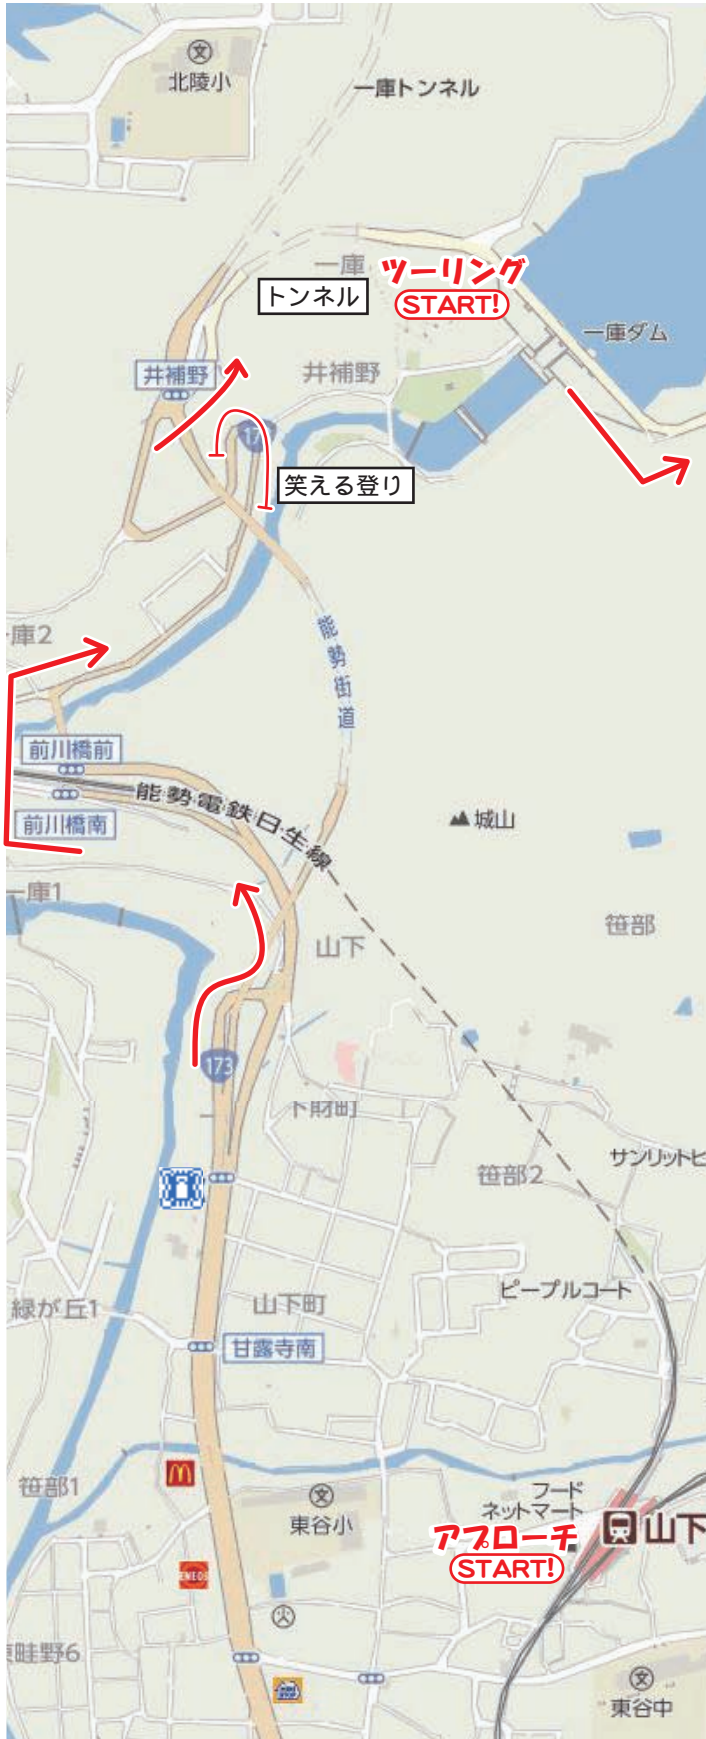 北陵小
一庫トンネル
一庫
ツーリング
START!
トンネル
一庫ダム
井補野
井補野
笑える登り
庫2
能勢街道
前川橋前
能勢電鉄日生線
前川橋南
城山
一庫1
笹部
山下
173
下財町
サンリットヒ
笹部2
ピープルコート
緑が丘1
山下町
甘露寺南
笹部1
フード
ネットマート
東谷小
アプローチ
START!
山下
ENEOS
畦野6
東谷中